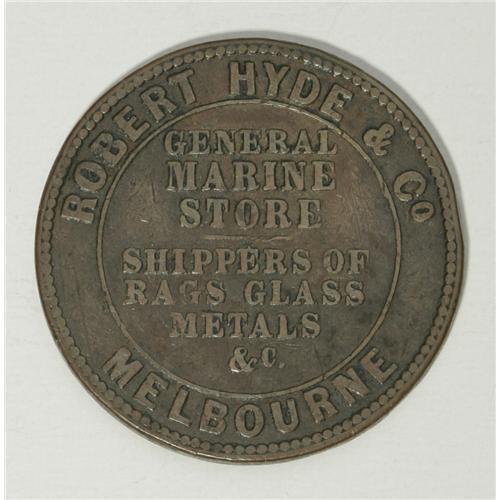 ROBERT HYDE & Co
GENERAL
MARINE
STORE
SHIPPERS OF
RAGS GLASS
METALS
&C.
MELBOURNE